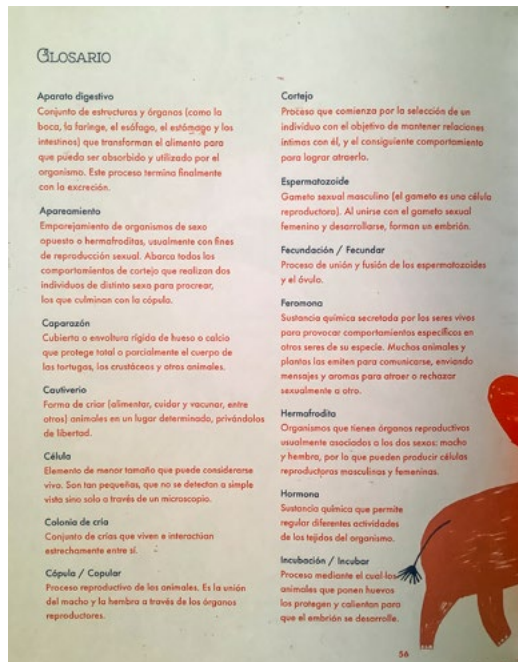 GLOSARIO
Aparato digestivo
Conjunto de estructuras y órganos (como la
boca, la faringe, el esófago, el estómago y los
intestinos) que transforman el alimento para
que pueda ser absorbido y utilizado por el
organismo. Este proceso termina finalmente
con la excreción.
Apareamiento
Emparejamiento de organismos de sexo
opuesto o hermafroditas, usualmente con fines
de reproducción sexual. Abarca todos los
comportamientos de cortejo que realizan dos
individuos de distinto sexo para procrear,
los que culminan con la cópula.
Caparazón
Cubierta o envoltura rígida de hueso o calcio
que protege total o parcialmente el cuerpo de
las tortugas, los crustáceos y otros animales.
Cautiverio
Forma de criar (alimentar, cuidar y vacunar, entre
otros) animales en un lugar determinado, privándolos
de libertad.
Célula
Elemento de menor tamaño que puede considerarse
vivo. Son tan pequeñas, que no se detectan a simple
vista sino solo a través de un microscopio.
Colonia de cría
Conjunto de crías que viven e interactúan
estrechamente entre sí.
Cópula / Copular
Proceso reproductivo de los animales. Es la unión
del macho y la hembra a través de los órganos
reproductores.
Cortejo
Proceso que comienza por la selección de un
individuo con el objetivo de mantener relaciones
íntimas con él, y el consiguiente comportamiento
para lograr atraerlo.
Espermatozoide
Gameto sexual masculino (el gameto es una célula
reproductora). Al unirse con el gameto sexual
femenino y desarrollarse, forman un embrión.
Fecundación / Fecundar
Proceso de unión y fusión de los espermatozoides
y el óvulo.
Feromona
Sustancia química secretada por los seres vivos
para provocar comportamientos específicos en
otros seres de su especie. Muchos animales y
plantas las emiten para comunicarse, enviando
mensajes y aromas para atraer o rechazar
sexualmente a otro.
Hermafrodita
Organismos que tienen órganos reproductivos
usualmente asociados a los dos sexos: macho
y hembra, por lo que pueden producir células
reproductoras masculinas y femeninas.
Hormona
Sustancia química que permite
regular diferentes actividades
de los tejidos del organismo.
Incubación / Incubar
Proceso mediante el cual los
animales que ponen huevos
los protegen y calientan para
que el embrión se desarrolle.
56